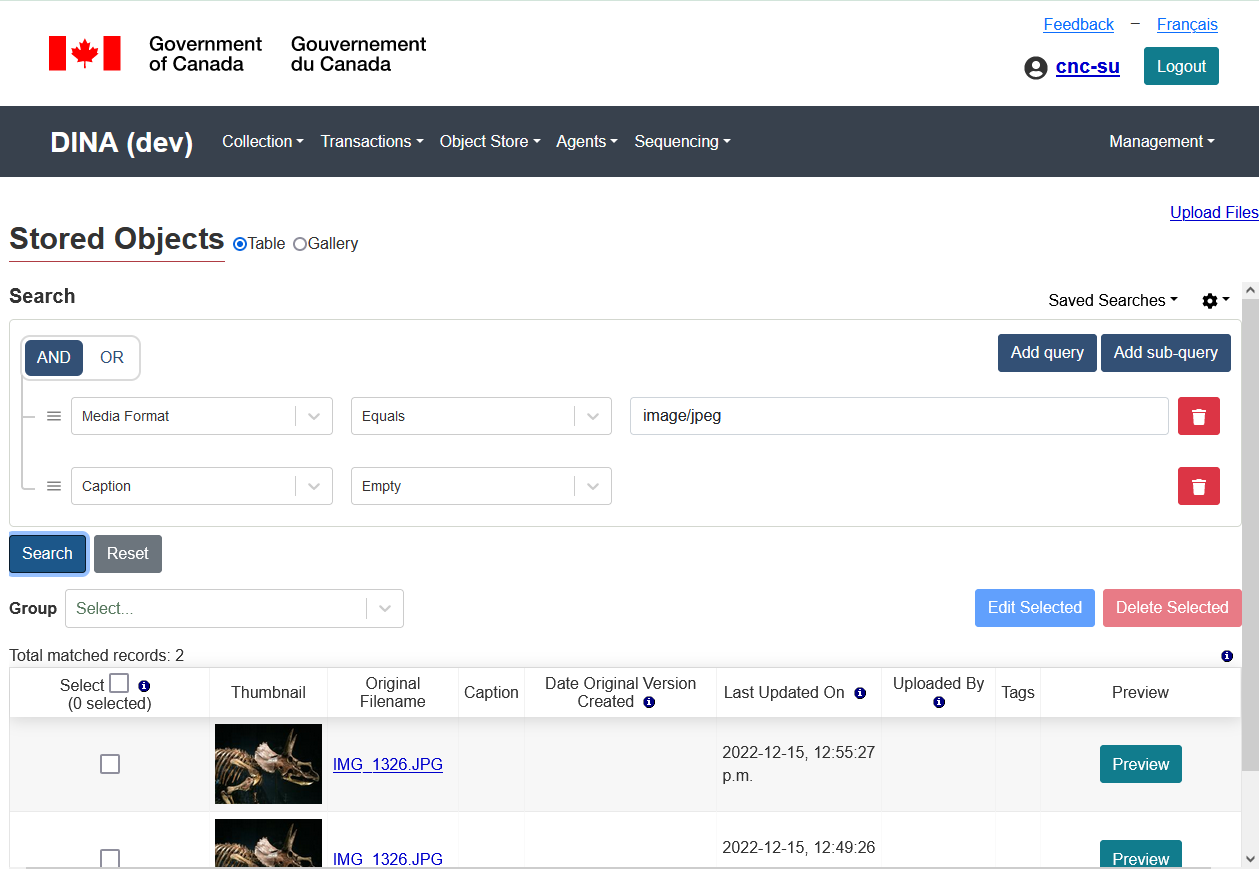 Feedback – Français
Government of Canada
Gouvernement du Canada
cnc-su Logout
DINA (dev) Collection Transactions Object Store Agents Sequencing Management
Upload Files
Stored Objects Table Gallery
Search
Saved Searches
AND OR
Add query Add sub-query
Media Format Equals image/jpeg
Caption Empty
Search Reset
Group Select... Edit Selected Delete Selected
Total matched records: 2
Select (0 selected) Thumbnail Original Filename Caption Date Original Version Created Last Updated On Uploaded By Tags Preview
IMG_1326.JPG 2022-12-15, 12:55:27 p.m. Preview
IMG_1326.JPG 2022-12-15, 12:49:26 Preview